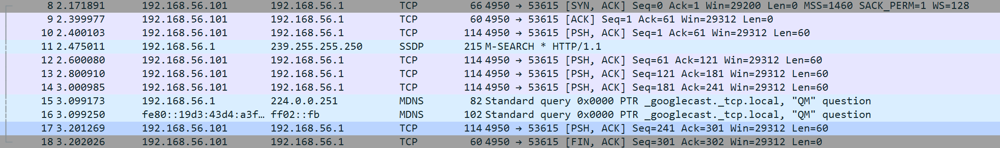 8 2.171891 192.168.56.101 192.168.56.1 TCP 66 4950 → 53615 [SYN, ACK] Seq=0 Ack=1 Win=29200 Len=0 MSS=1460 SACK_PERM=1 WS=128
9 2.399977 192.168.56.101 192.168.56.1 TCP 60 4950 → 53615 [ACK] Seq=1 Ack=61 Win=29312 Len=0
10 2.400103 192.168.56.101 192.168.56.1 TCP 114 4950 → 53615 [PSH, ACK] Seq=1 Ack=61 Win=29312 Len=60
11 2.475011 192.168.56.1 239.255.255.250 SSDP 215 M-SEARCH * HTTP/1.1
12 2.600080 192.168.56.101 192.168.56.1 TCP 114 4950 → 53615 [PSH, ACK] Seq=61 Ack=121 Win=29312 Len=60
13 2.800910 192.168.56.101 192.168.56.1 TCP 114 4950 → 53615 [PSH, ACK] Seq=121 Ack=181 Win=29312 Len=60
14 3.000985 192.168.56.101 192.168.56.1 TCP 114 4950 → 53615 [PSH, ACK] Seq=181 Ack=241 Win=29312 Len=60
15 3.099173 192.168.56.1 224.0.0.251 MDNS 82 Standard query 0x0000 PTR _googlecast._tcp.local, "QM" question
16 3.099250 fe80::19d3:43d4:a3f… ff02::fb MDNS 102 Standard query 0x0000 PTR _googlecast._tcp.local, "QM" question
17 3.201269 192.168.56.101 192.168.56.1 TCP 114 4950 → 53615 [PSH, ACK] Seq=241 Ack=301 Win=29312 Len=60
18 3.202026 192.168.56.101 192.168.56.1 TCP 60 4950 → 53615 [FIN, ACK] Seq=301 Ack=302 Win=29312 Len=0